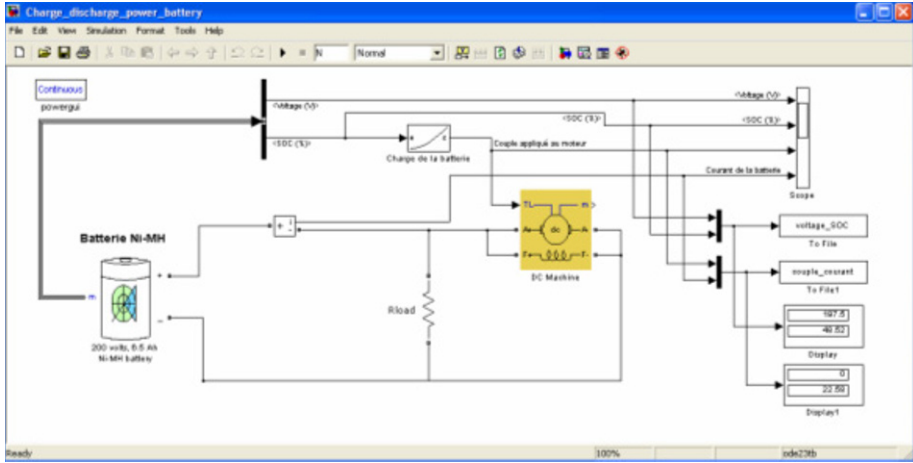 Charge_discharge_power_battery
File Edit View Simulation Format Tools Help
N
Normal
Continuous
powergui
<Voltage (V)>
<SOC (%)>
Charge de la batterie
<Voltage (V)>
<SOC (%)>
Couple appliqué au moteur
Courant de la batterie
Scope
Batterie Ni-MH
m
+
_
200 volts, 6.5 Ah
Ni-MH battery
+
-
Rload
TL
m
A+
dc
A-
F+
F-
DC Machine
voltage_SOC
To File
couple_courant
To File1
197.5
48.52
Display
0
22.58
Display1
Ready
100%
ode23tb